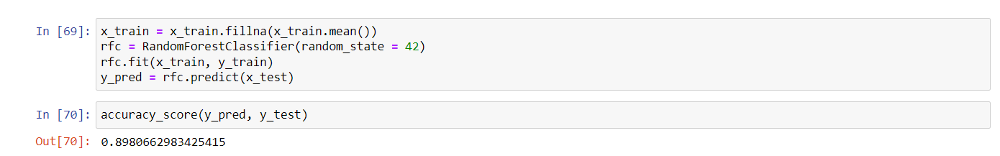 In [69]: x_train = x_train.fillna(x_train.mean())
rfc = RandomForestClassifier(random_state = 42)
rfc.fit(x_train, y_train)
y_pred = rfc.predict(x_test)
In [70]: accuracy_score(y_pred, y_test)
Out[70]: 0.8980662983425415